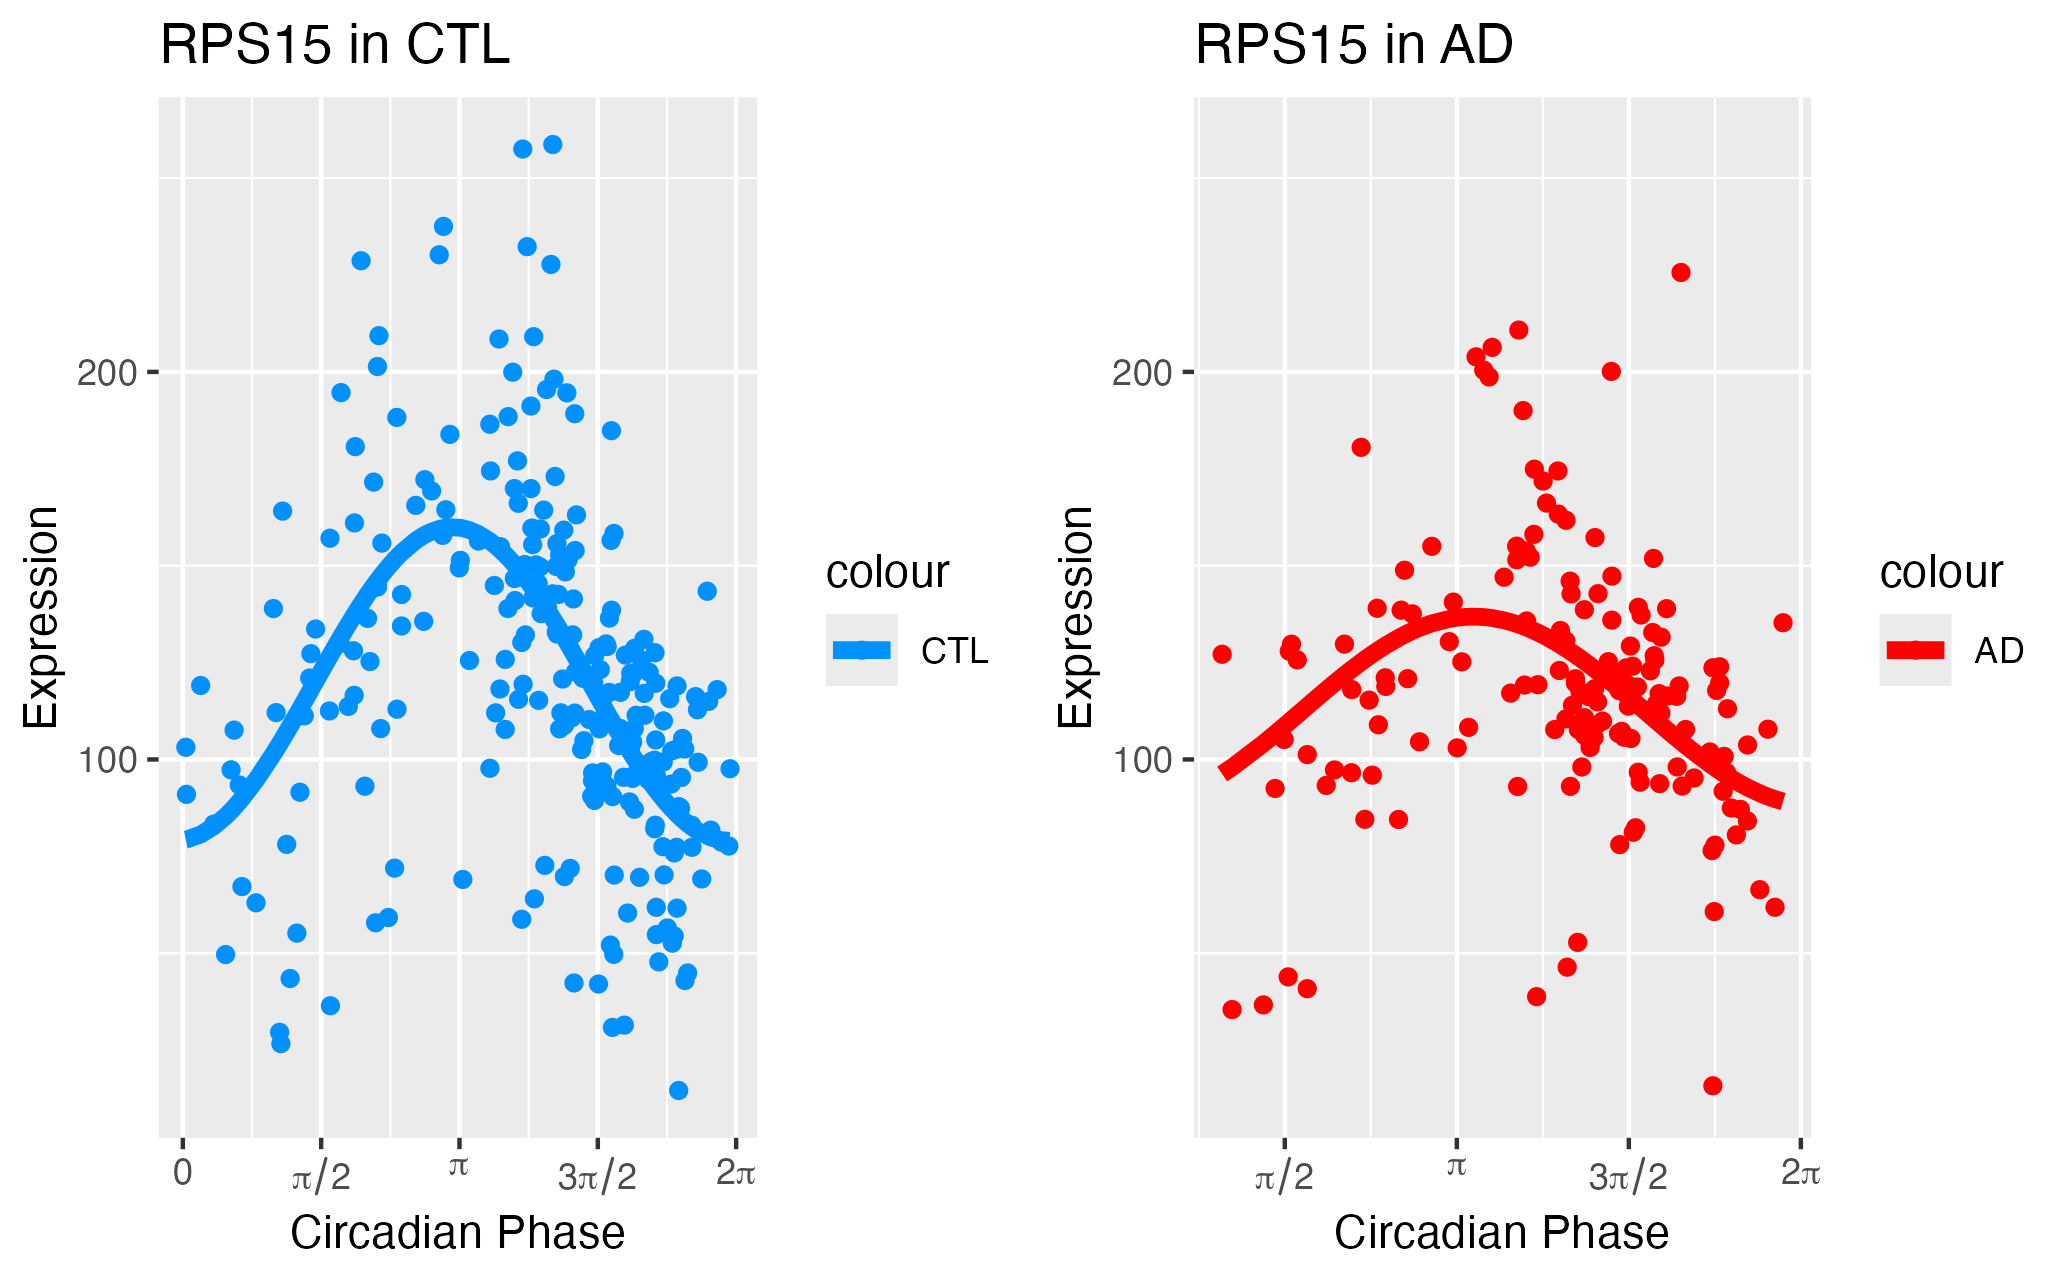 RPS15 in CTL
Expression
200
100
0 π/2 π 3π/2 2π
Circadian Phase
colour
CTL
RPS15 in AD
Expression
200
100
π/2 π 3π/2 2π
Circadian Phase
colour
AD